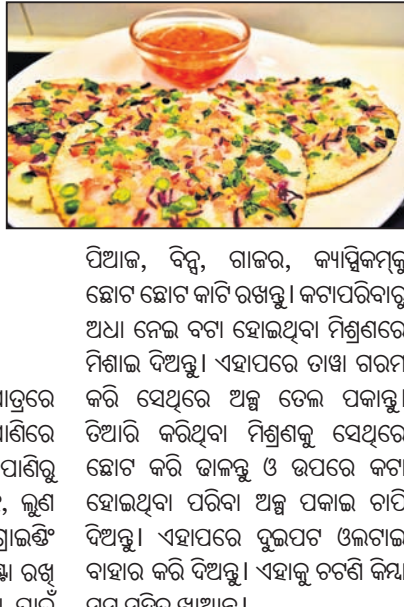 ପାଣିରେ
ପାଣିରୁ
ଲୁଣ
ରଖି
ପିଆଜ, ବିନ୍ସ, ଗାଜର, କ୍ୟାପ୍ସିକମ୍‌କୁ
ଛୋଟ ଛୋଟ କାଟି ରଖନ୍ତୁ। କଟାପରିବାରୁ
ଅଧା ନେଇ ବଟା ହୋଇଥିବା ମିଶ୍ରଣରେ
ମିଶାଇ ଦିଅନ୍ତୁ। ଏହାପରେ ତାୱା ଗରମ
କରି ସେଥିରେ ଅଳ୍ପ ତେଲ ପକାନ୍ତୁ।
ତିଆରି କରିଥିବା ମିଶ୍ରଣକୁ ସେଥିରେ
ଛୋଟ କରି ଢାଳନ୍ତୁ ଓ ଉପରେ କଟା
ହୋଇଥିବା ପରିବା ଅଳ୍ପ ପକାଇ ଚାପି
ଦିଅନ୍ତୁ। ଏହାପରେ ଦୁଇପଟ ଓଲଟାଇ
ବାହାର କରି ଦିଅନ୍ତୁ। ଏହାକୁ ଚଟଣି କିମ୍ବା